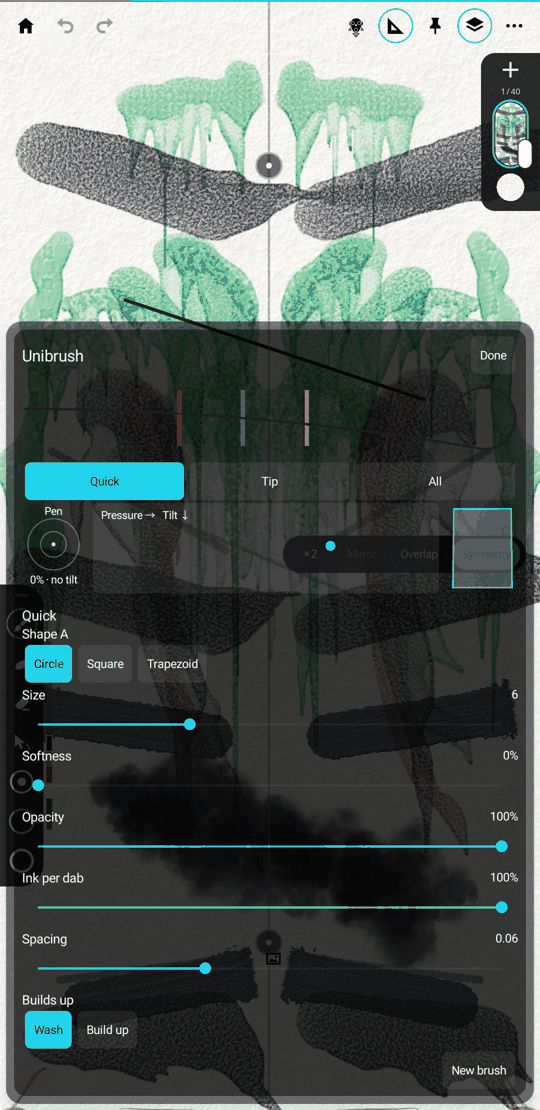 1/40
Unibrush
Done
Quick
Tip
All
Pen
Pressure→ Tilt ↓
×2
Mirror
Overlap
Symmetry
0% · no tilt
Quick
Shape A
Circle
Square
Trapezoid
Size
6
Softness
0%
Opacity
100%
Ink per dab
100%
Spacing
0.06
Builds up
Wash
Build up
New brush